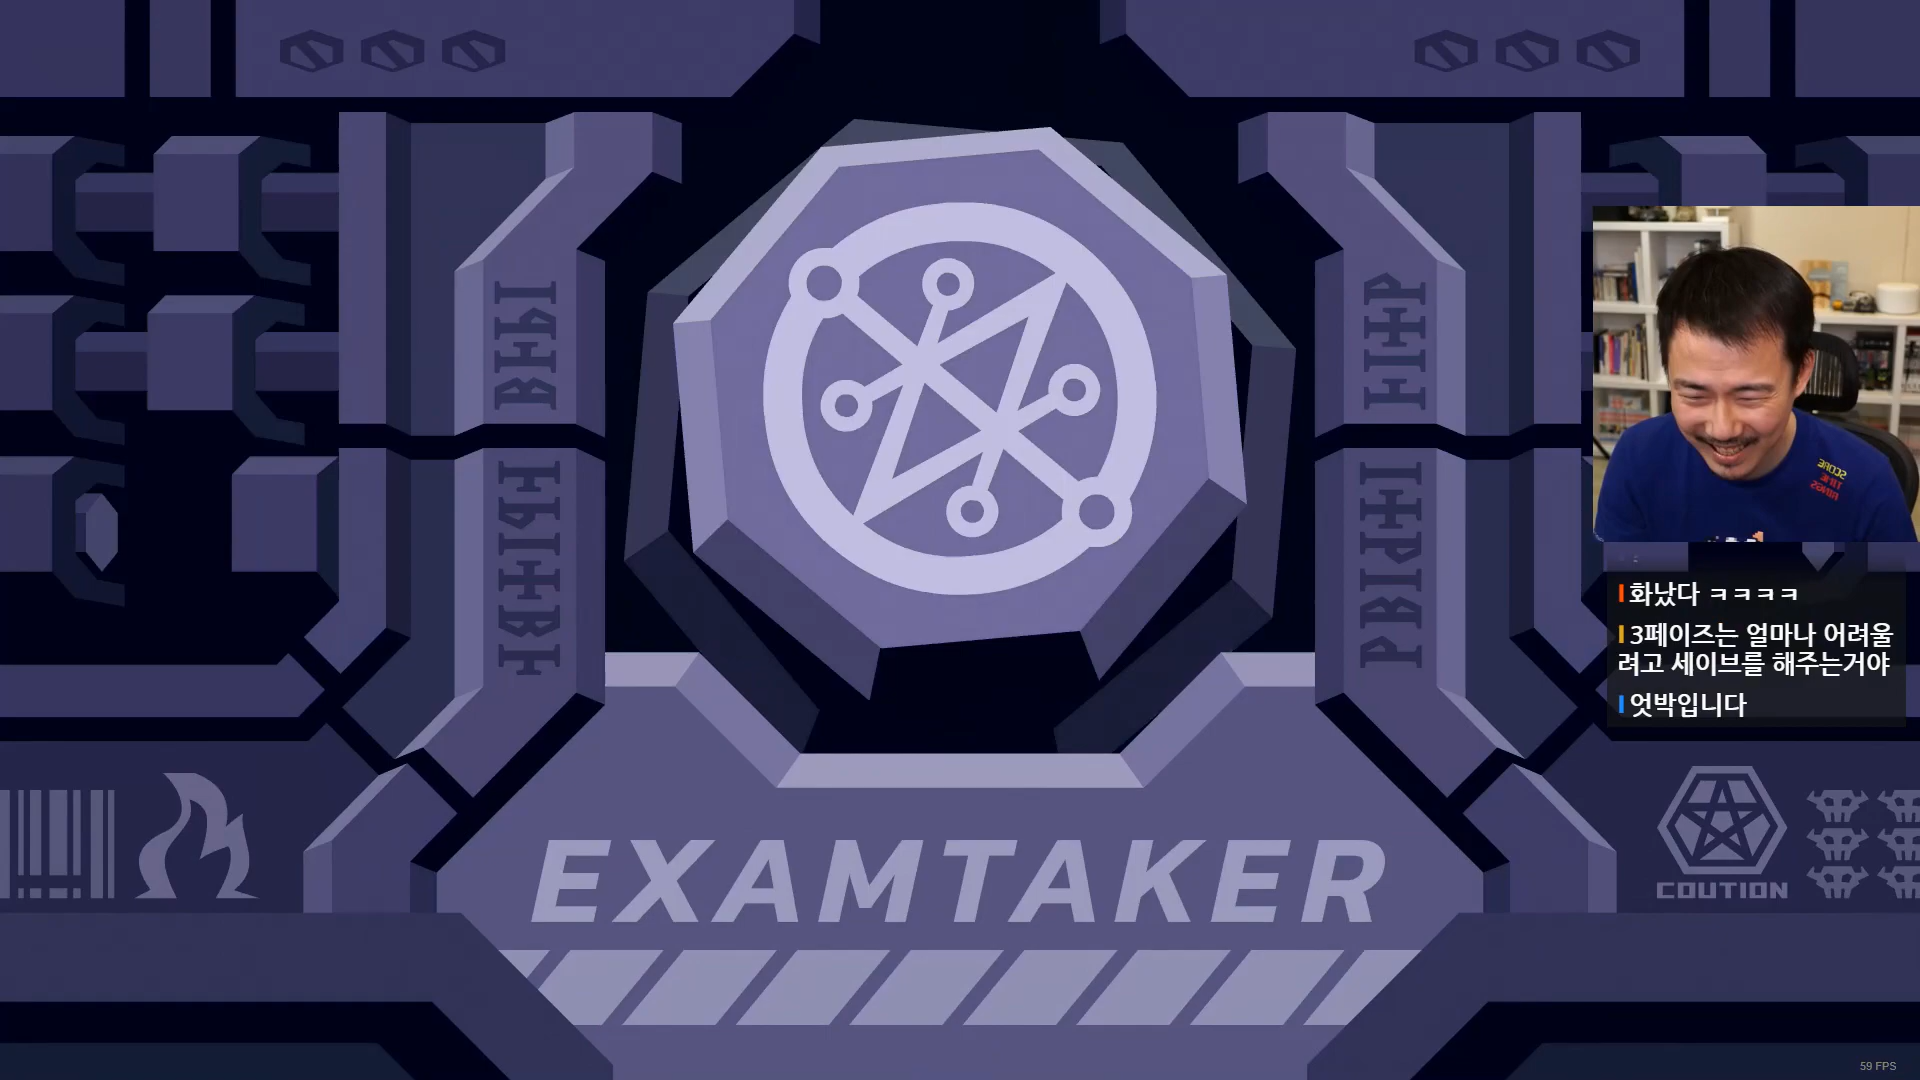 화났다 ㅋㅋㅋㅋ
3페이즈는 얼마나 어려울
려고 세이브를 해주는거야
엇박입니다
EXAMTAKER
COUTION
59 FPS